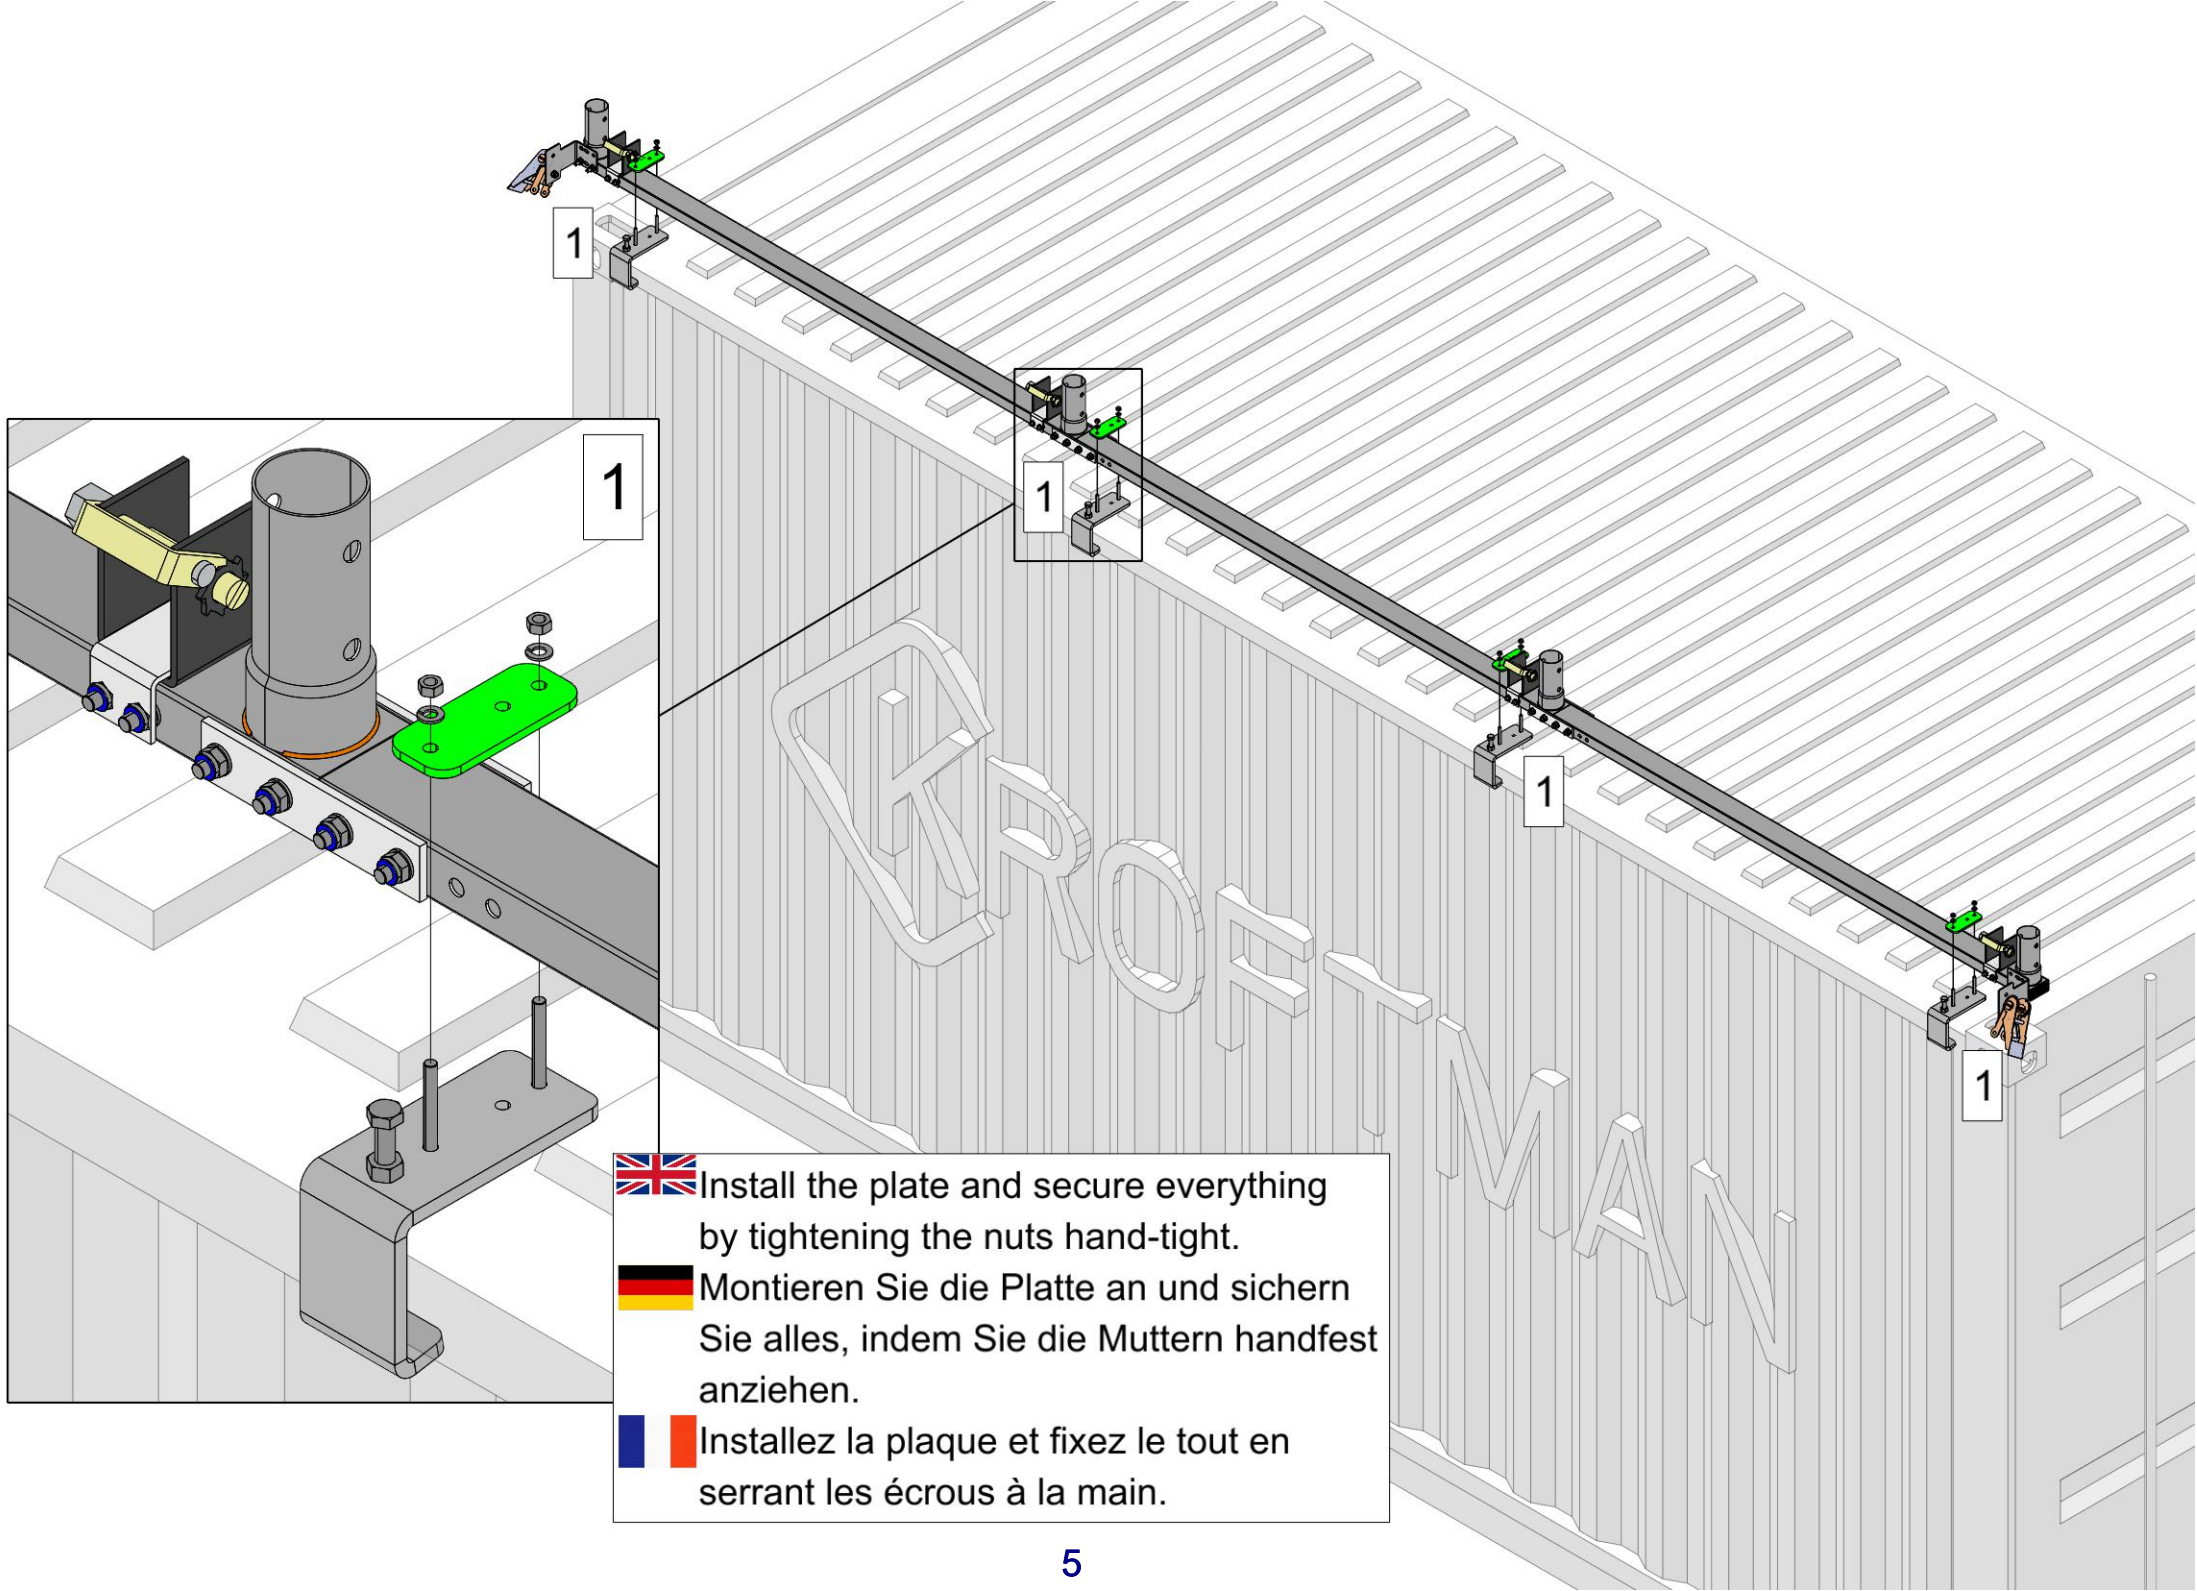 1
1
1
1
1
KROFTMAN
Install the plate and secure everything
by tightening the nuts hand-tight.
Montieren Sie die Platte an und sichern
Sie alles, indem Sie die Muttern handfest
anziehen.
Installez la plaque et fixez le tout en
serrant les écrous à la main.
5